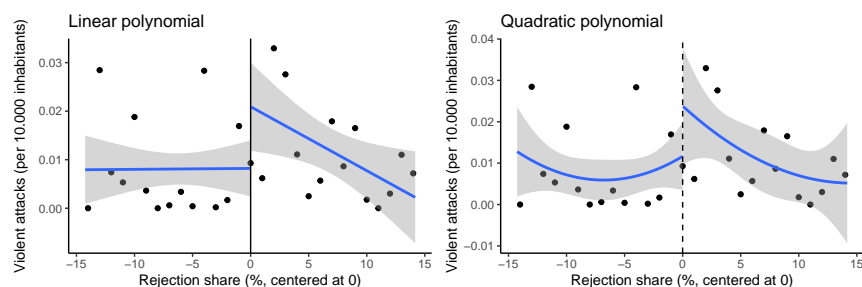 Linear polynomial
Violent attacks (per 10.000 inhabitants)
0.03
0.02
0.01
0.00
−15 −10 −5 0 5 10 15
Rejection share (%, centered at 0)
Quadratic polynomial
Violent attacks (per 10.000 inhabitants)
0.04
0.03
0.02
0.01
0.00
−0.01
−15 −10 −5 0 5 10 15
Rejection share (%, centered at 0)